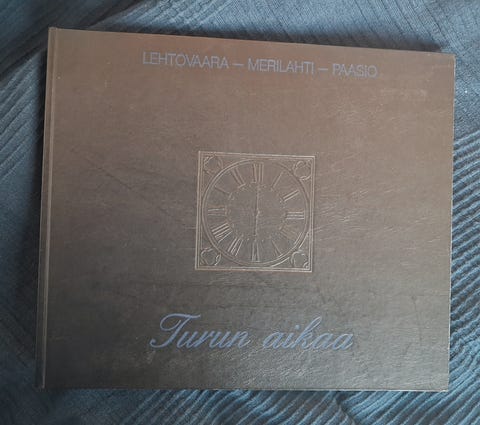 LEHTOVAARA – MERILAHTI – PAASIO
Turun aikaa